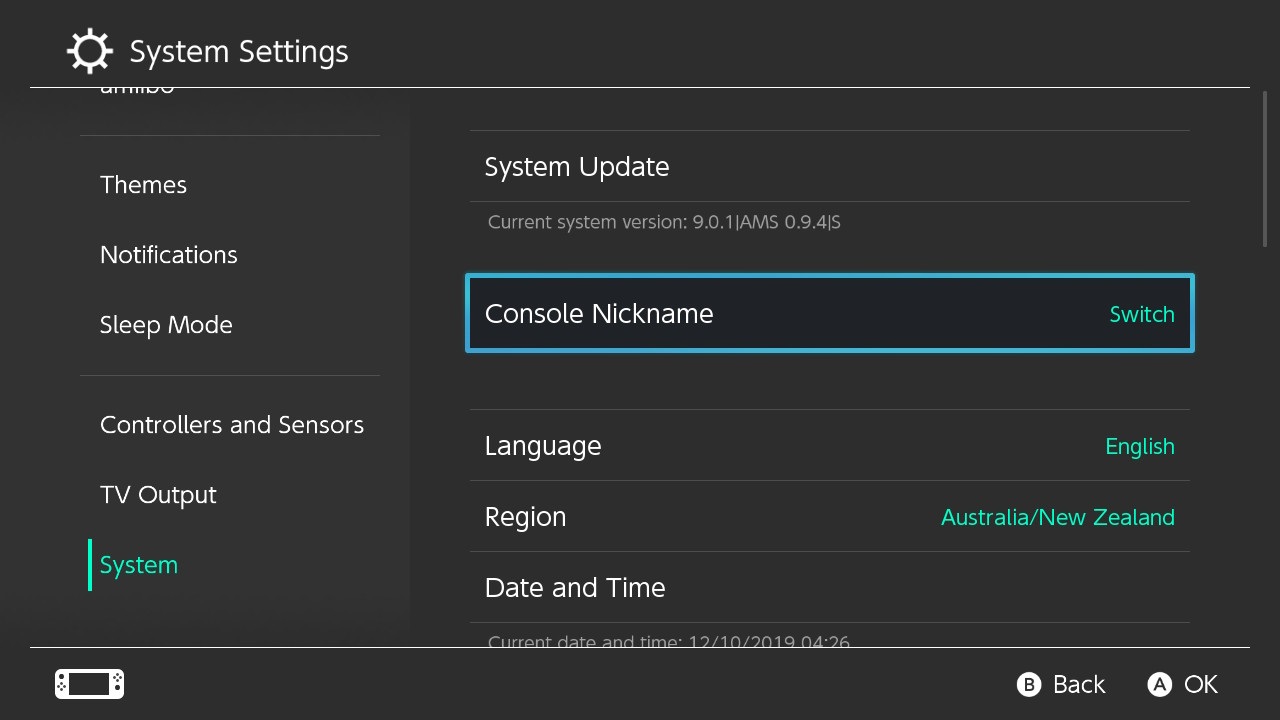 System Settings
amiibo
Themes
Notifications
Sleep Mode
Controllers and Sensors
TV Output
System
System Update
Current system version: 9.0.1|AMS 0.9.4|S
Console Nickname Switch
Language English
Region Australia/New Zealand
Date and Time
Current date and time: 12/10/2019 04:26
B Back A OK